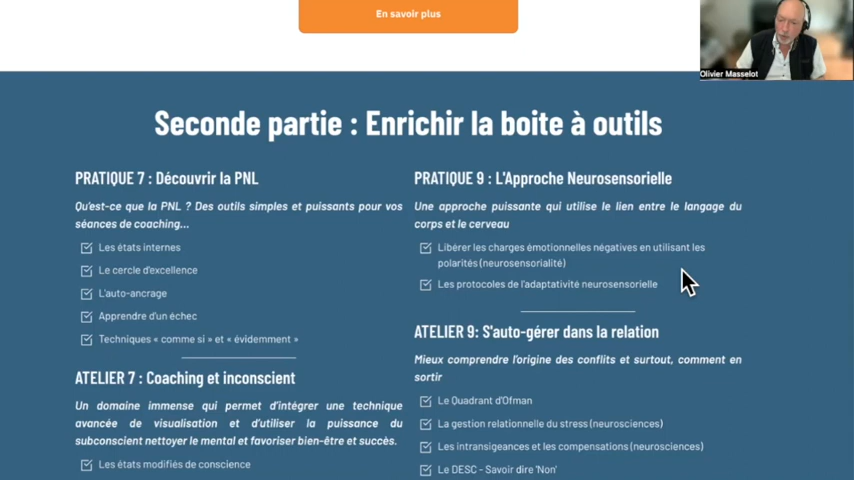 En savoir plus
Olivier Masselot
Seconde partie : Enrichir la boite à outils
PRATIQUE 7 : Découvrir la PNL
Qu'est-ce que la PNL ? Des outils simples et puissants pour vos
séances de coaching...
Les états internes
Le cercle d'excellence
L'auto-ancrage
Apprendre d'un échec
Techniques « comme si » et « évidemment »
ATELIER 7 : Coaching et inconscient
Un domaine immense qui permet d'intégrer une technique
avancée de visualisation et d'utiliser la puissance du
subconscient nettoyer le mental et favoriser bien-être et succès.
Les états modifiés de conscience
PRATIQUE 9 : L'Approche Neurosensorielle
Une approche puissante qui utilise le lien entre le langage du
corps et le cerveau
Libérer les charges émotionnelles négatives en utilisant les
polarités (neurosensorialité)
Les protocoles de l'adaptativité neurosensorielle
ATELIER 9: S'auto-gérer dans la relation
Mieux comprendre l'origine des conflits et surtout, comment en
sortir
Le Quadrant d'Ofman
La gestion relationnelle du stress (neurosciences)
Les intransigeances et les compensations (neurosciences)
Le DESC - Savoir dire 'Non'